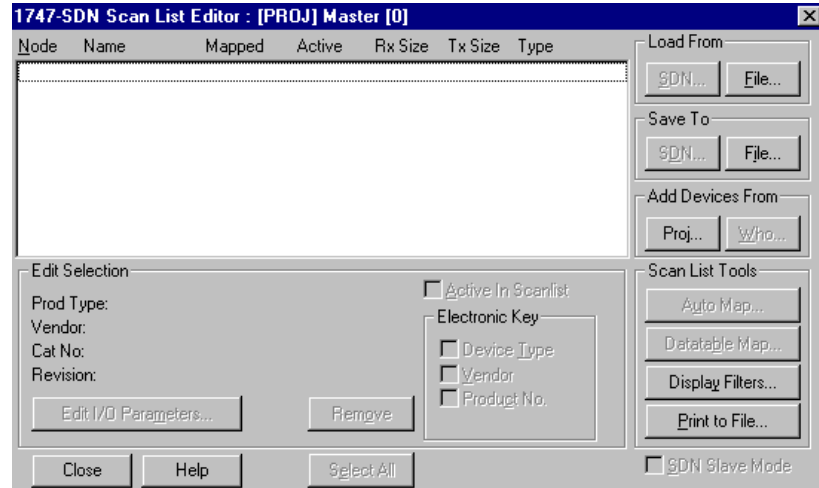 1747-SDN Scan List Editor : [PROJ] Master [0]
Node Name Mapped Active Rx Size Tx Size Type
Load From
SDN... File...
Save To
SDN... File...
Add Devices From
Proj... Who...
Edit Selection
Prod Type:
Vendor:
Cat No:
Revision:
Edit I/O Parameters...
Remove
Active In Scanlist
Electronic Key
Device Type
Vendor
Product No.
Scan List Tools
Auto Map...
Datatable Map...
Display Filters...
Print to File...
Close Help Select All
SDN Slave Mode